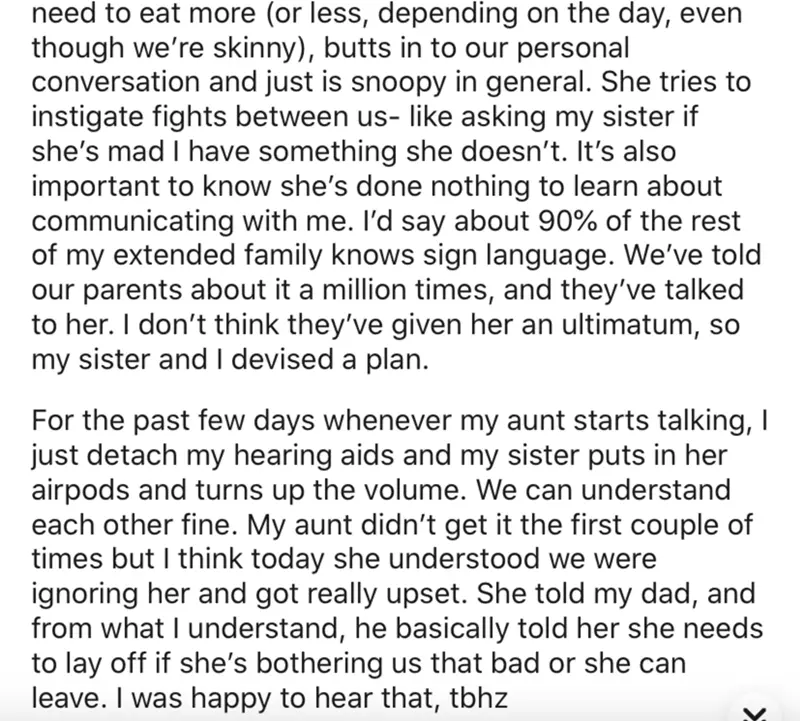 need to eat more (or less, depending on the day, even
though we're skinny), butts in to our personal
conversation and just is snoopy in general. She tries to
instigate fights between us- like asking my sister if
she's mad I have something she doesn't. It's also
important to know she's done nothing to learn about
communicating with me. I'd say about 90% of the rest
of my extended family knows sign language. We've told
our parents about it a million times, and they've talked
to her. I don't think they've given her an ultimatum, so
my sister and I devised a plan.
For the past few days whenever my aunt starts talking, I
just detach my hearing aids and my sister puts in her
airpods and turns up the volume. We can understand
each other fine. My aunt didn't get it the first couple of
times but I think today she understood we were
ignoring her and got really upset. She told my dad, and
from what I understand, he basically told her she needs
to lay off if she's bothering us that bad or she can
leave. I was happy to hear that, tbhz